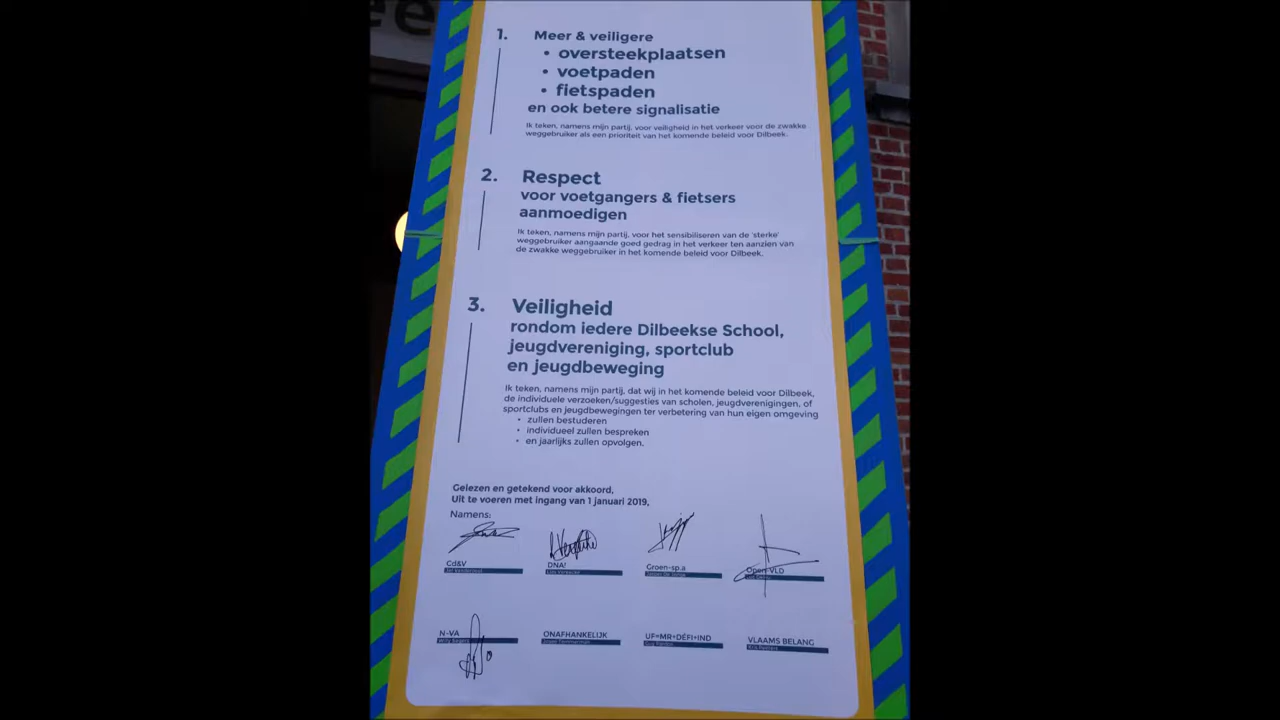 ee
1. Meer & veiligere
• oversteekplaatsen
• voetpaden
• fietspaden
en ook betere signalisatie
Ik teken, namens mijn partij, voor veiligheid in het verkeer voor de zwakke
weggebruiker als een prioriteit van het komende beleid voor Dilbeek.
2. Respect
voor voetgangers & fietsers
aanmoedigen
Ik teken, namens mijn partij, voor het sensibiliseren van de 'sterke'
weggebruiker aangaande goed gedrag in het verkeer ten aanzien van
de zwakke weggebruiker in het komende beleid voor Dilbeek.
3. Veiligheid
rondom iedere Dilbeekse School,
jeugdvereniging, sportclub
en jeugdbeweging
Ik teken, namens mijn partij, dat wij in het komende beleid voor Dilbeek,
de individuele verzoeken/suggesties van scholen, jeugdverenigingen, of
sportclubs en jeugdbewegingen ter verbetering van hun eigen omgeving
• zullen bestuderen
• individueel zullen bespreken
• en jaarlijks zullen opvolgen.
Gelezen en getekend voor akkoord,
Uit te voeren met ingang van 1 januari 2019,
Namens:
Cd&V DNA! Groen-sp.a Open-VLD
N-VA ONAFHANKELIJK UF=MR+DÉFI+IND VLAAMS BELANG